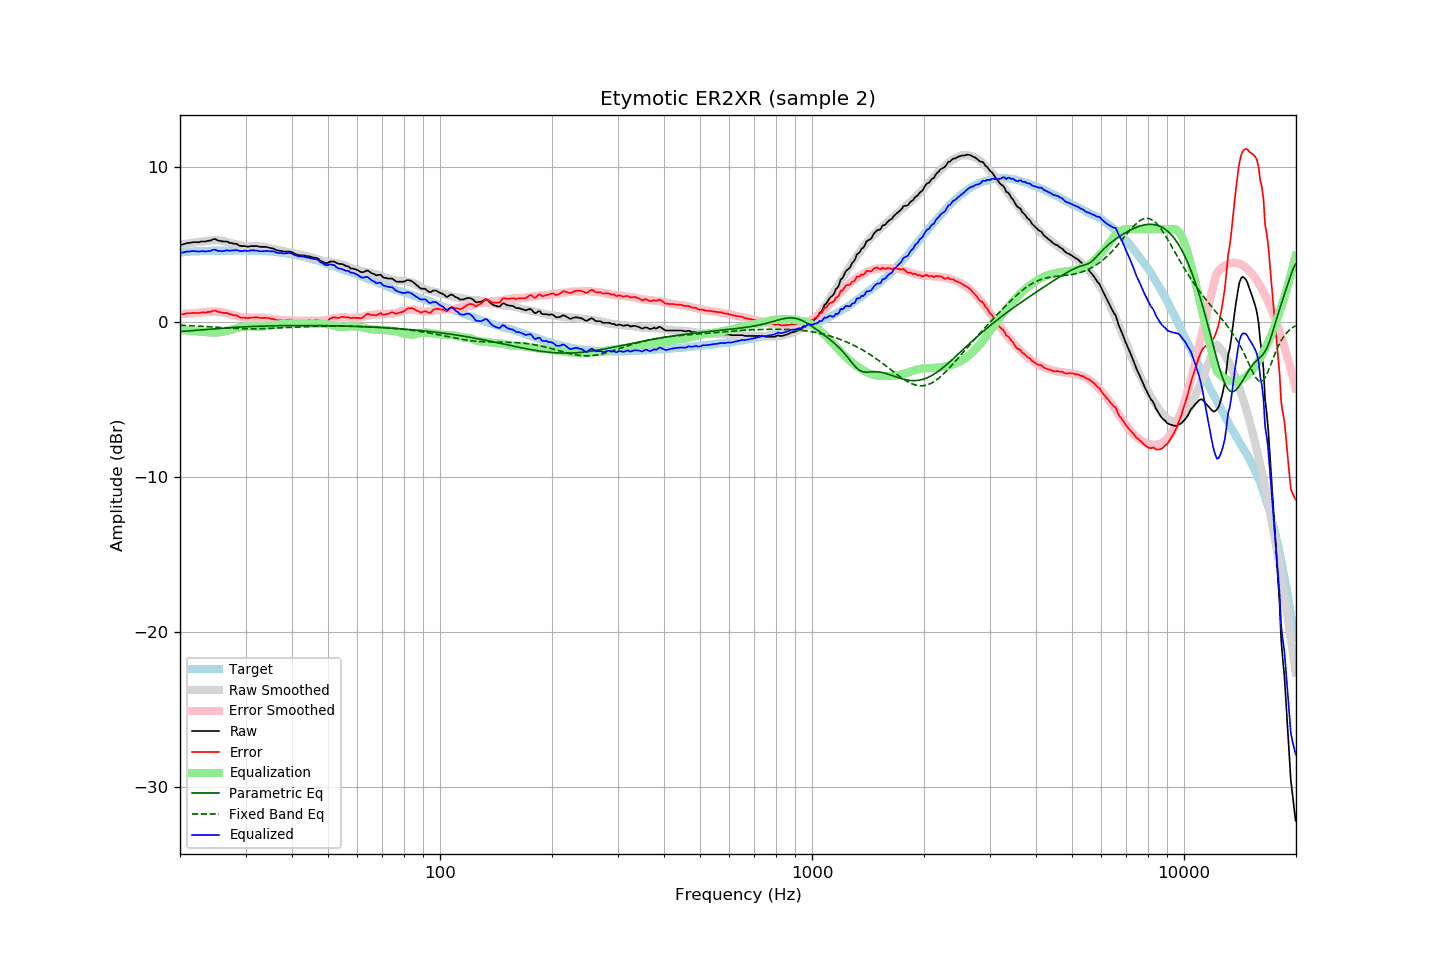 Etymotic ER2XR (sample 2)
Amplitude (dBr)
10
0
−10
−20
−30
Target
Raw Smoothed
Error Smoothed
Raw
Error
Equalization
Parametric Eq
Fixed Band Eq
Equalized
100
1000
10000
Frequency (Hz)